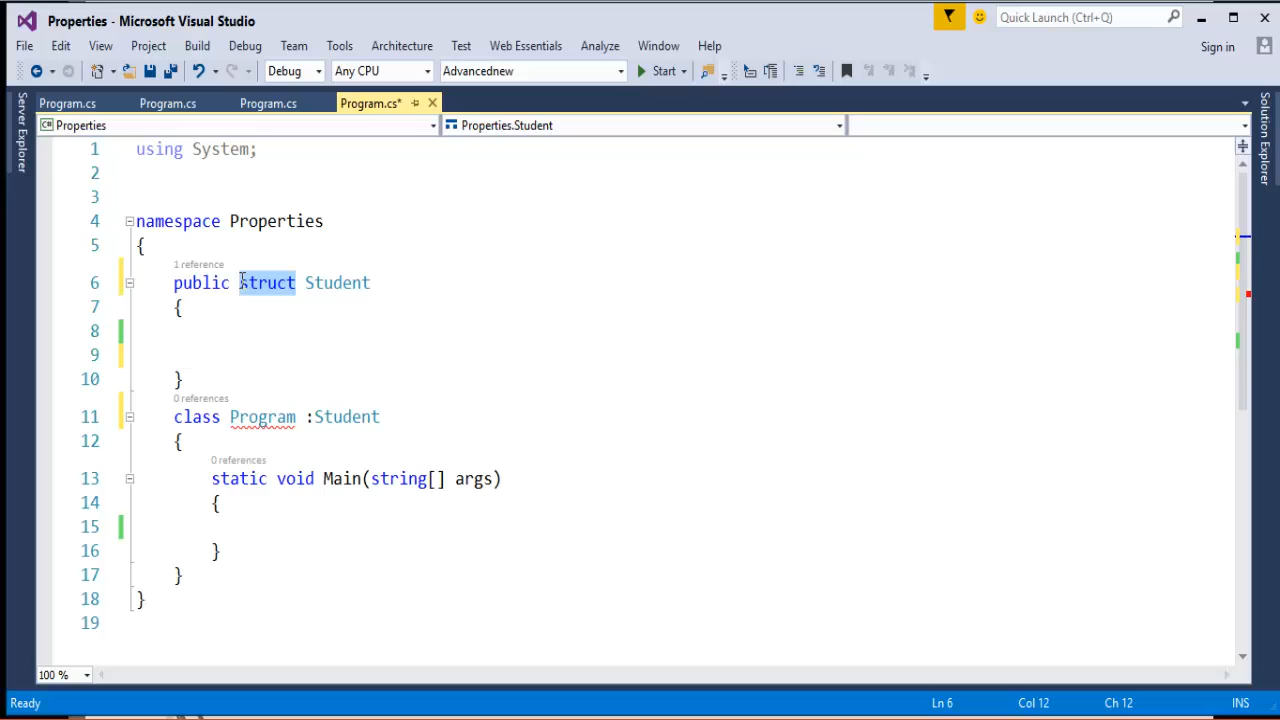 Properties - Microsoft Visual Studio
Quick Launch (Ctrl+Q)
File Edit View Project Build Debug Team Tools Architecture Test Web Essentials Analyze Window Help
Sign in
Debug Any CPU Advancednew Start
Server Explorer
Solution Explorer
Program.cs Program.cs Program.cs Program.cs*
C# Properties Properties.Student
1 using System;
2
3
4 namespace Properties
5 {
1 reference
6 public struct Student
7 {
8
9
10 }
0 references
11 class Program :Student
12 {
0 references
13 static void Main(string[] args)
14 {
15
16 }
17 }
18 }
19
100 %
Ready Ln 6 Col 12 Ch 12 INS